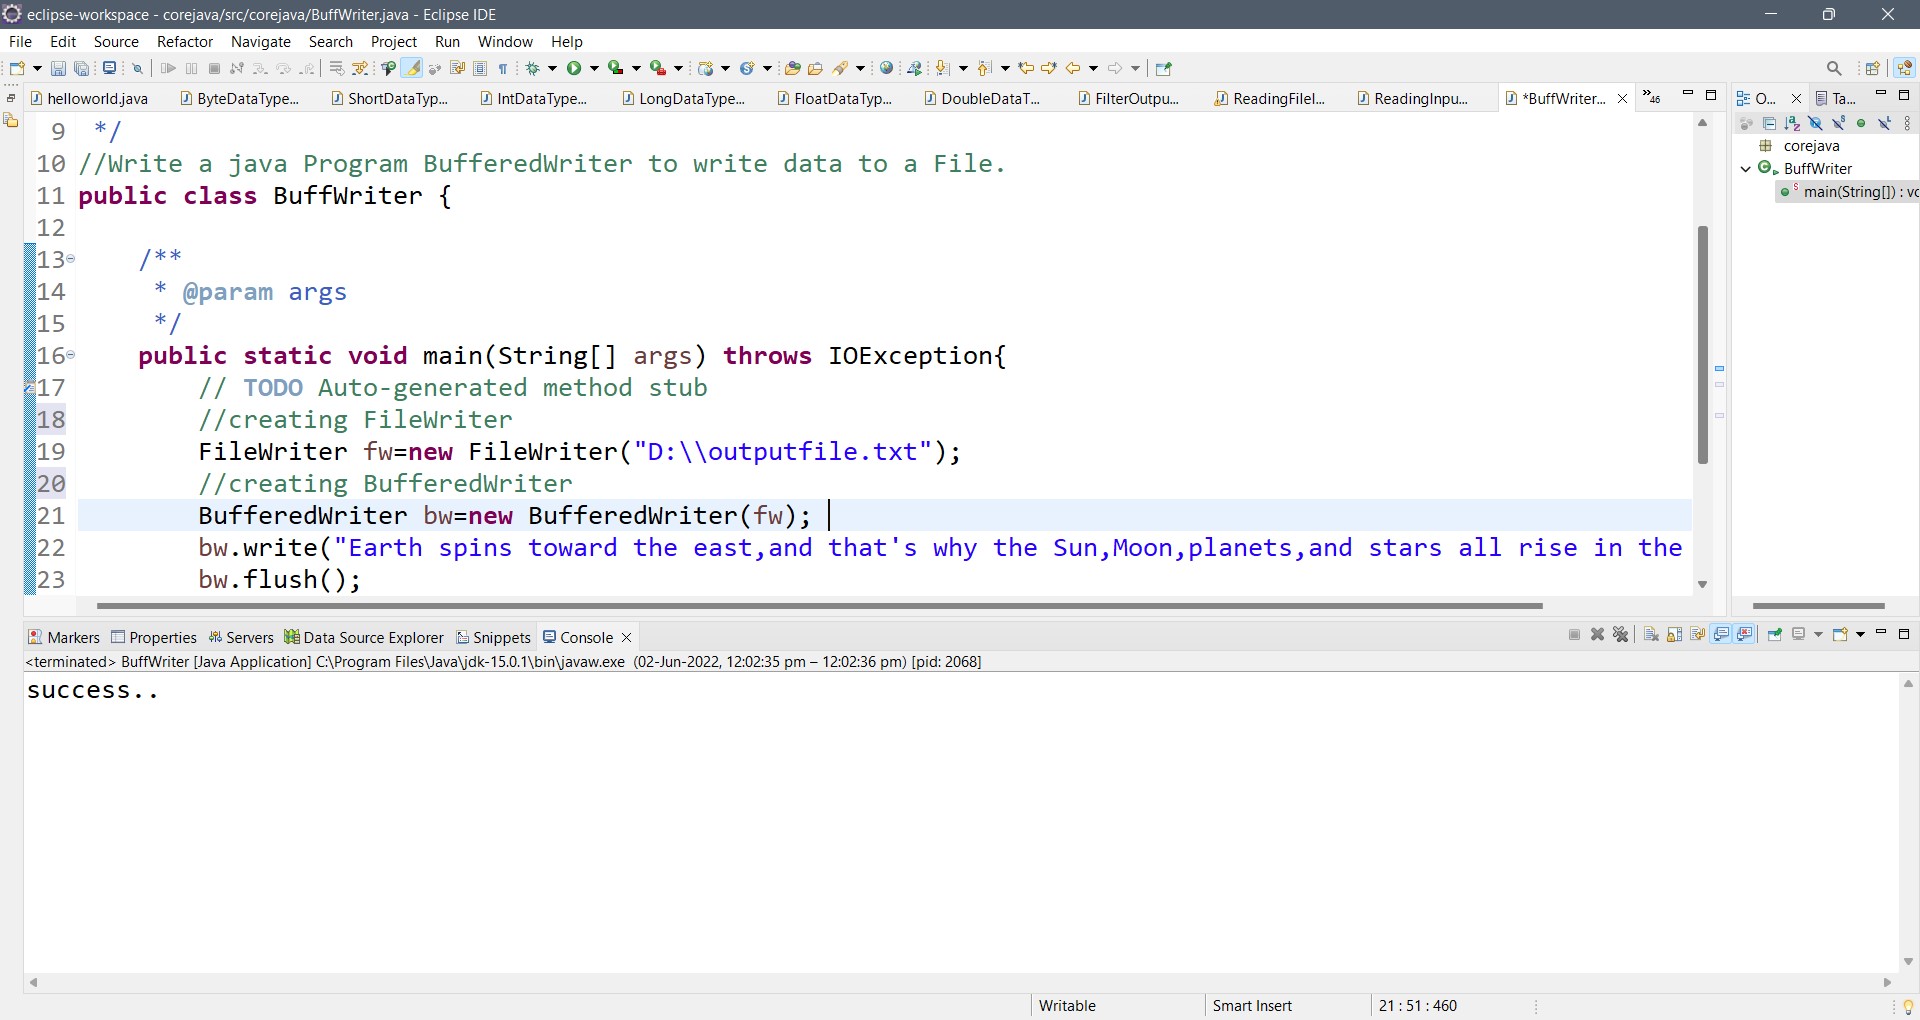 eclipse-workspace - corejava/src/corejava/BuffWriter.java - Eclipse IDE
File Edit Source Refactor Navigate Search Project Run Window Help
helloworld.java ByteDataType... ShortDataTyp... IntDataType... LongDataType... FloatDataTyp... DoubleDataT... FilterOutpu... ReadingFileI... ReadingInpu... *BuffWriter... »46 O... Ta...
9 */
10 //Write a java Program BufferedWriter to write data to a File.
11 public class BuffWriter {
12
13 /**
14 * @param args
15 */
16 public static void main(String[] args) throws IOException{
17 // TODO Auto-generated method stub
18 //creating FileWriter
19 FileWriter fw=new FileWriter("D:\\outputfile.txt");
20 //creating BufferedWriter
21 BufferedWriter bw=new BufferedWriter(fw);
22 bw.write("Earth spins toward the east,and that's why the Sun,Moon,planets,and stars all rise in the
23 bw.flush();
corejava
BuffWriter
main(String[]) : vo
Markers Properties Servers Data Source Explorer Snippets Console
<terminated> BuffWriter [Java Application] C:\Program Files\Java\jdk-15.0.1\bin\javaw.exe (02-Jun-2022, 12:02:35 pm – 12:02:36 pm) [pid: 2068]
success..
Writable Smart Insert 21 : 51 : 460